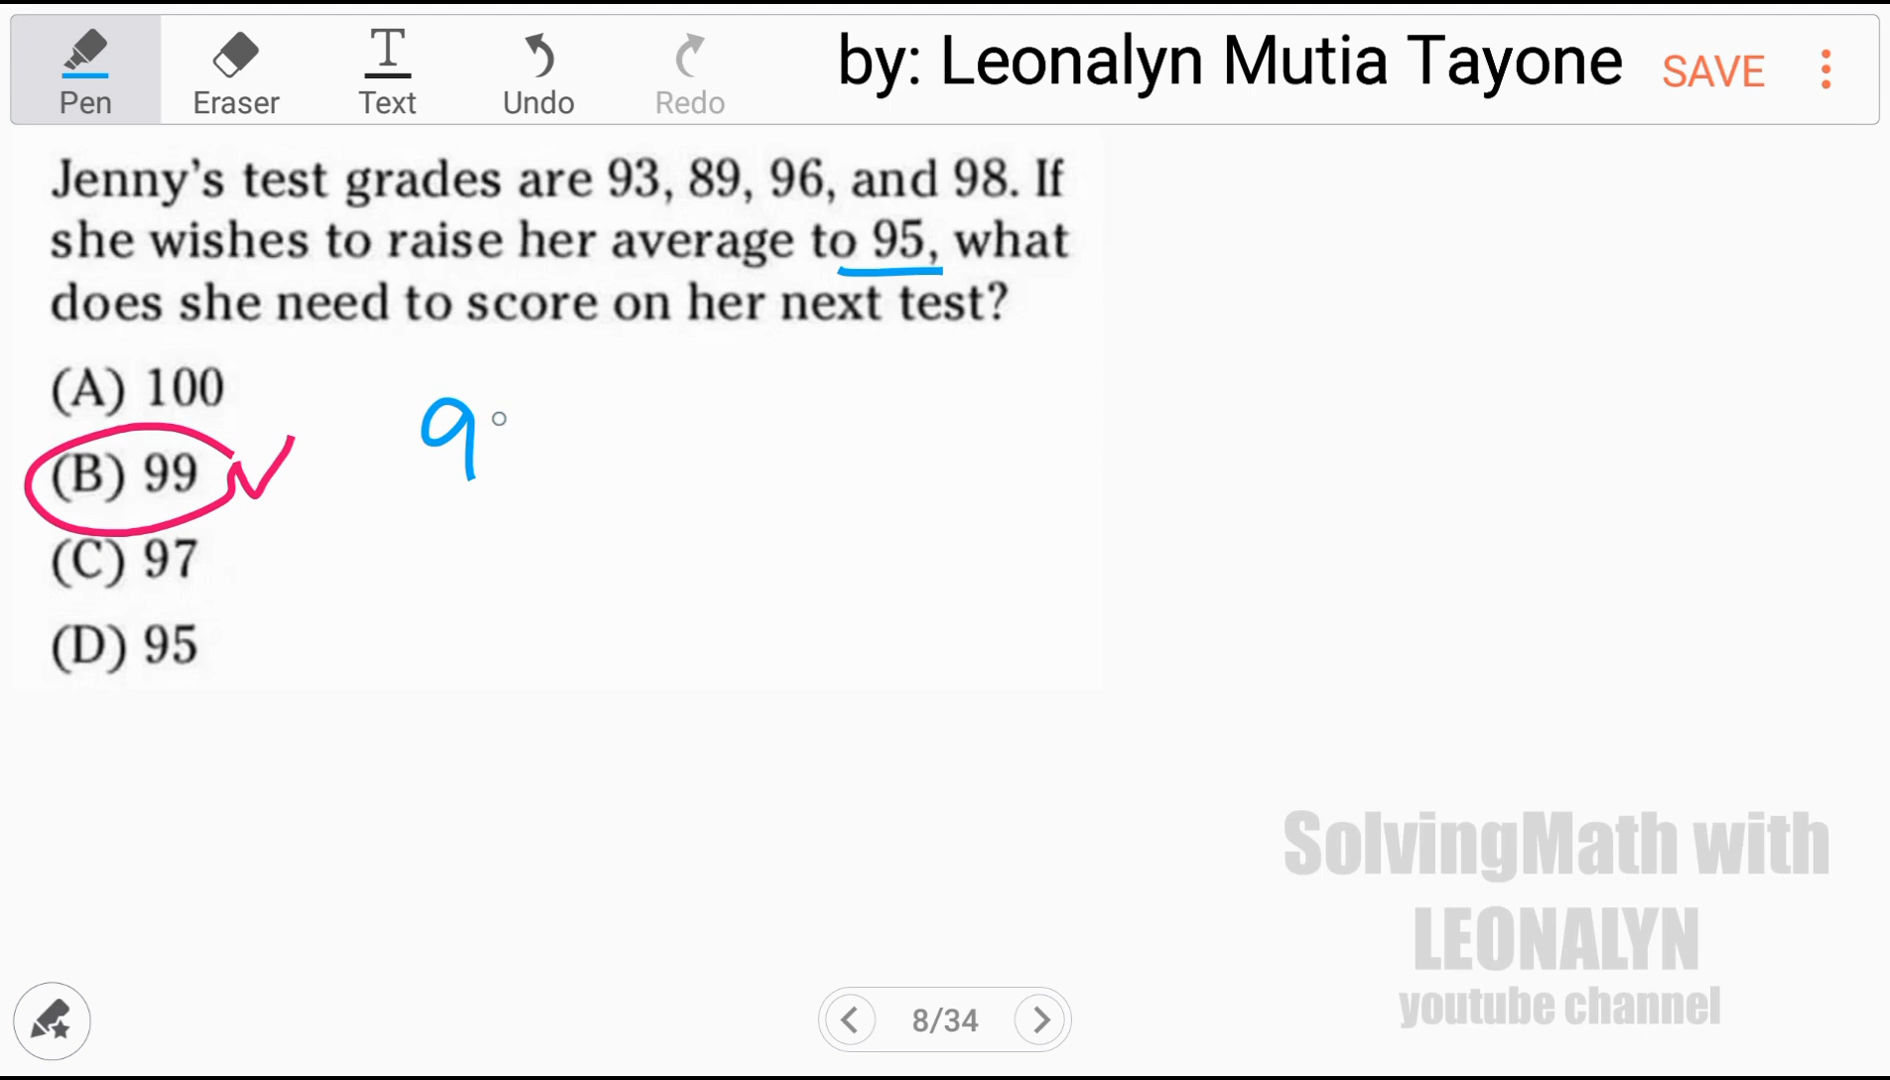 Pen
Eraser
Text
Undo
Redo
by: Leonalyn Mutia Tayone
SAVE
Jenny’s test grades are 93, 89, 96, and 98. If
she wishes to raise her average to 95, what
does she need to score on her next test?
(A) 100
(B) 99
(C) 97
(D) 95
9
8/34
SolvingMath with
LEONALYN
youtube channel